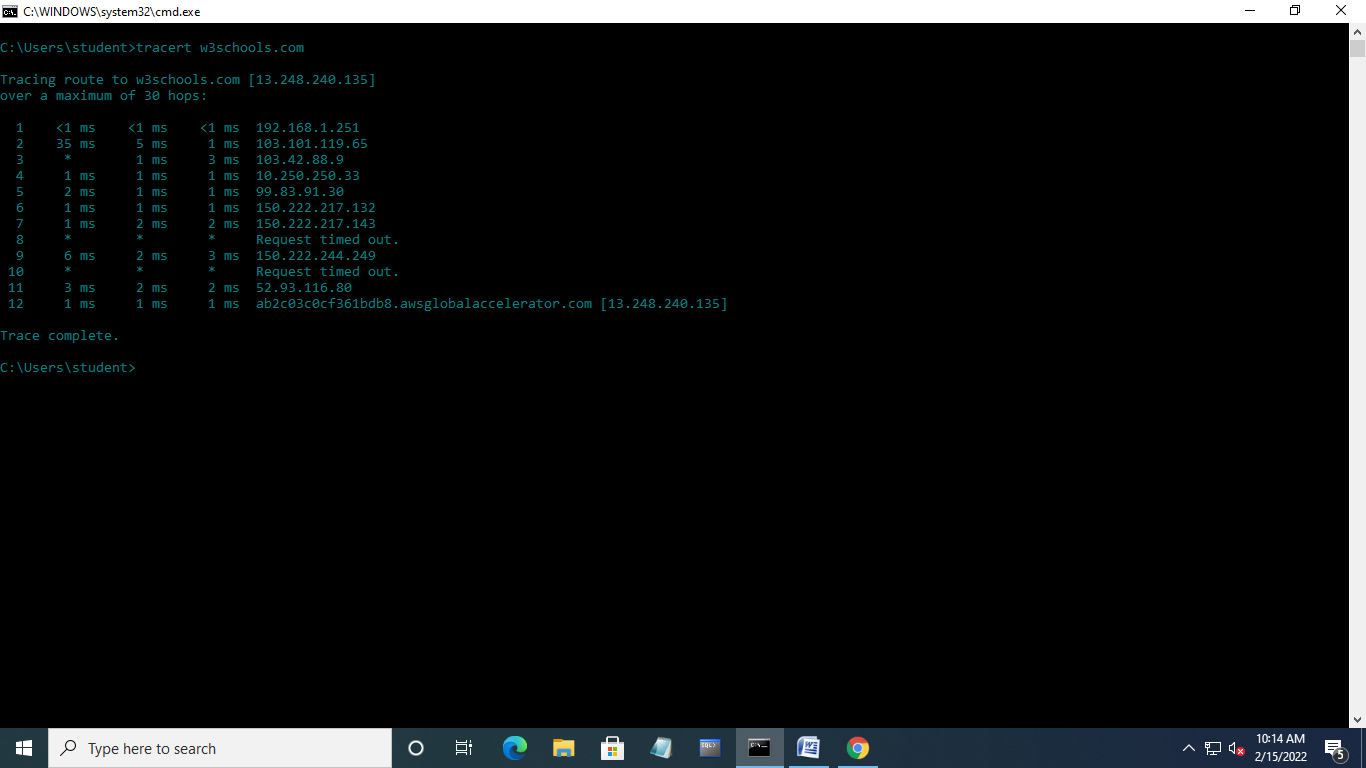 C:\WINDOWS\system32\cmd.exe
C:\Users\student>tracert w3schools.com
Tracing route to w3schools.com [13.248.240.135]
over a maximum of 30 hops:
1 <1 ms <1 ms <1 ms 192.168.1.251
2 35 ms 5 ms 1 ms 103.101.119.65
3 * 1 ms 3 ms 103.42.88.9
4 1 ms 1 ms 1 ms 10.250.250.33
5 2 ms 1 ms 1 ms 99.83.91.30
6 1 ms 1 ms 1 ms 150.222.217.132
7 1 ms 2 ms 2 ms 150.222.217.143
8 * * * Request timed out.
9 6 ms 2 ms 3 ms 150.222.244.249
10 * * * Request timed out.
11 3 ms 2 ms 2 ms 52.93.116.80
12 1 ms 1 ms 1 ms ab2c03c0cf361bdb8.awsglobalaccelerator.com [13.248.240.135]
Trace complete.
C:\Users\student>
Type here to search
10:14 AM
2/15/2022
5